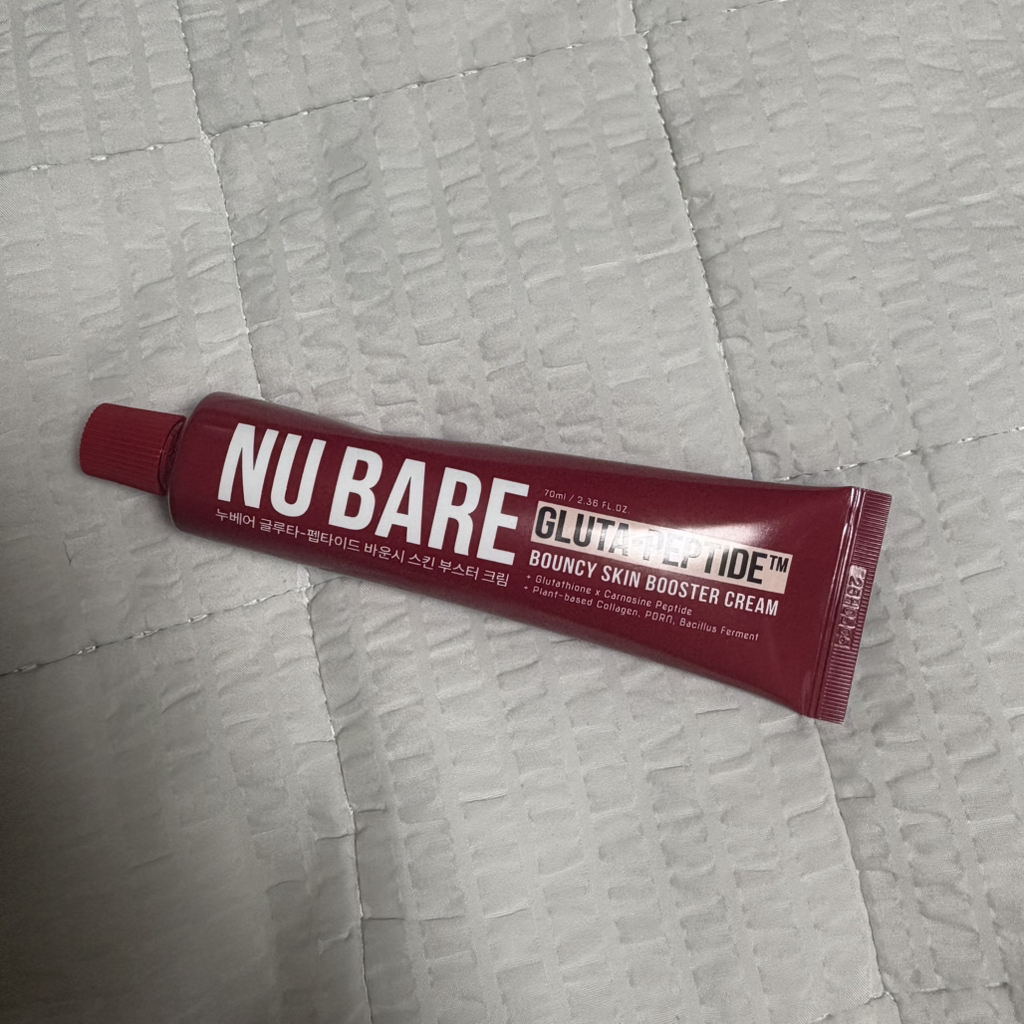 NU BARE
누베어 글루타-펩타이드 바운시 스킨 부스터 크림
70ml / 2.36 FL.OZ.
GLUTA-PEPTIDE™
BOUNCY SKIN BOOSTER CREAM
+ Glutathione x Carnosine Peptide
+ Plant-based Collagen, PDRN, Bacillus Ferment